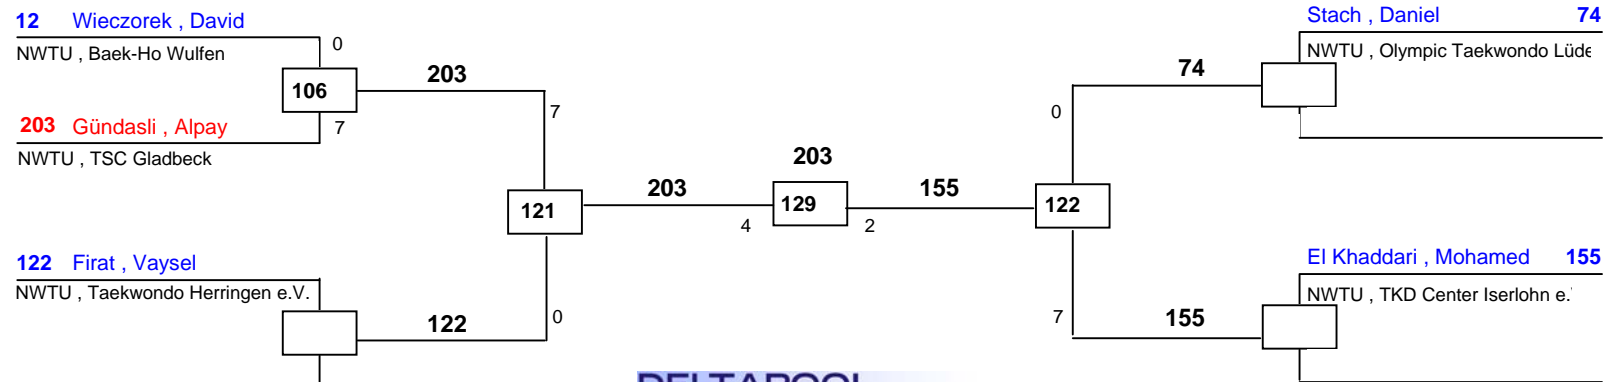 12 Wieczorek , David
NWTU , Baek-Ho Wulfen
0
106
203
203 Gündasli , Alpay
7
NWTU , TSC Gladbeck
7
121
203
4
203
129
155
2
122 Firat , Vaysel
NWTU , Taekwondo Herringen e.V.
122
0
Stach , Daniel 74
NWTU , Olympic Taekwondo Lüde
74
0
122
El Khaddari , Mohamed 155
NWTU , TKD Center Iserlohn e.
7
155
DELTAPOOL